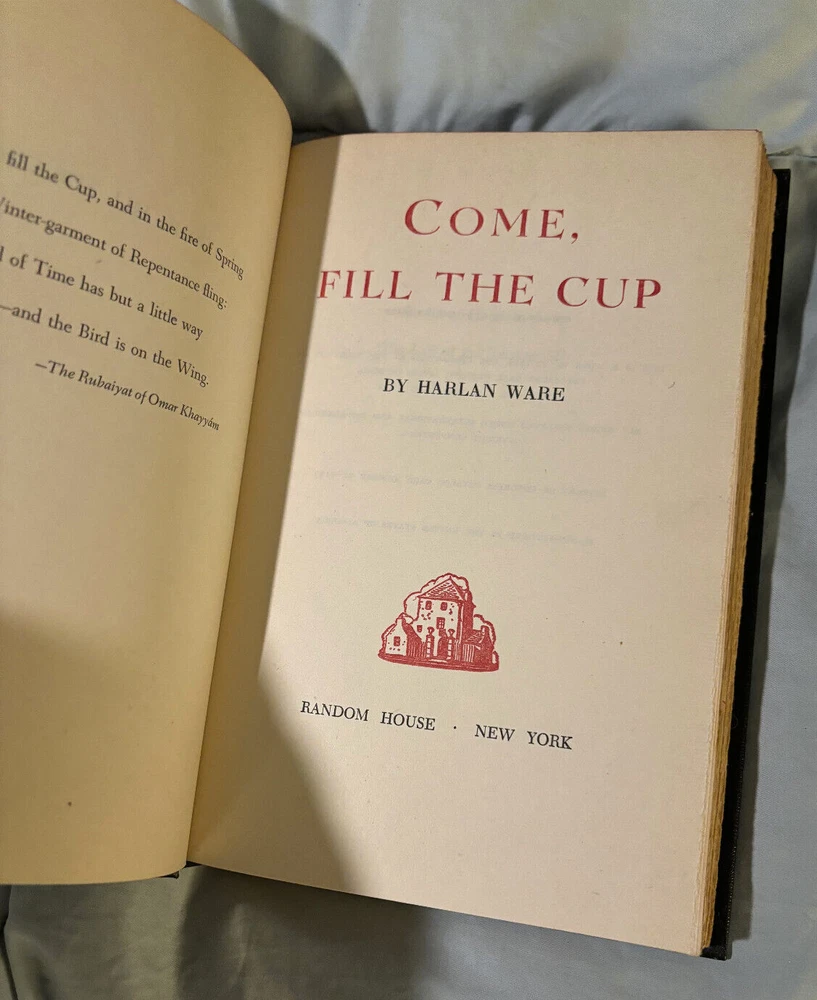 fill the Cup, and in the fire of Spring
Winter-garment of Repentance fling:
of Time has but a little way
—and the Bird is on the Wing.
—The Rubaiyat of Omar Khayyám
COME,
FILL THE CUP
BY HARLAN WARE
RANDOM HOUSE · NEW YORK